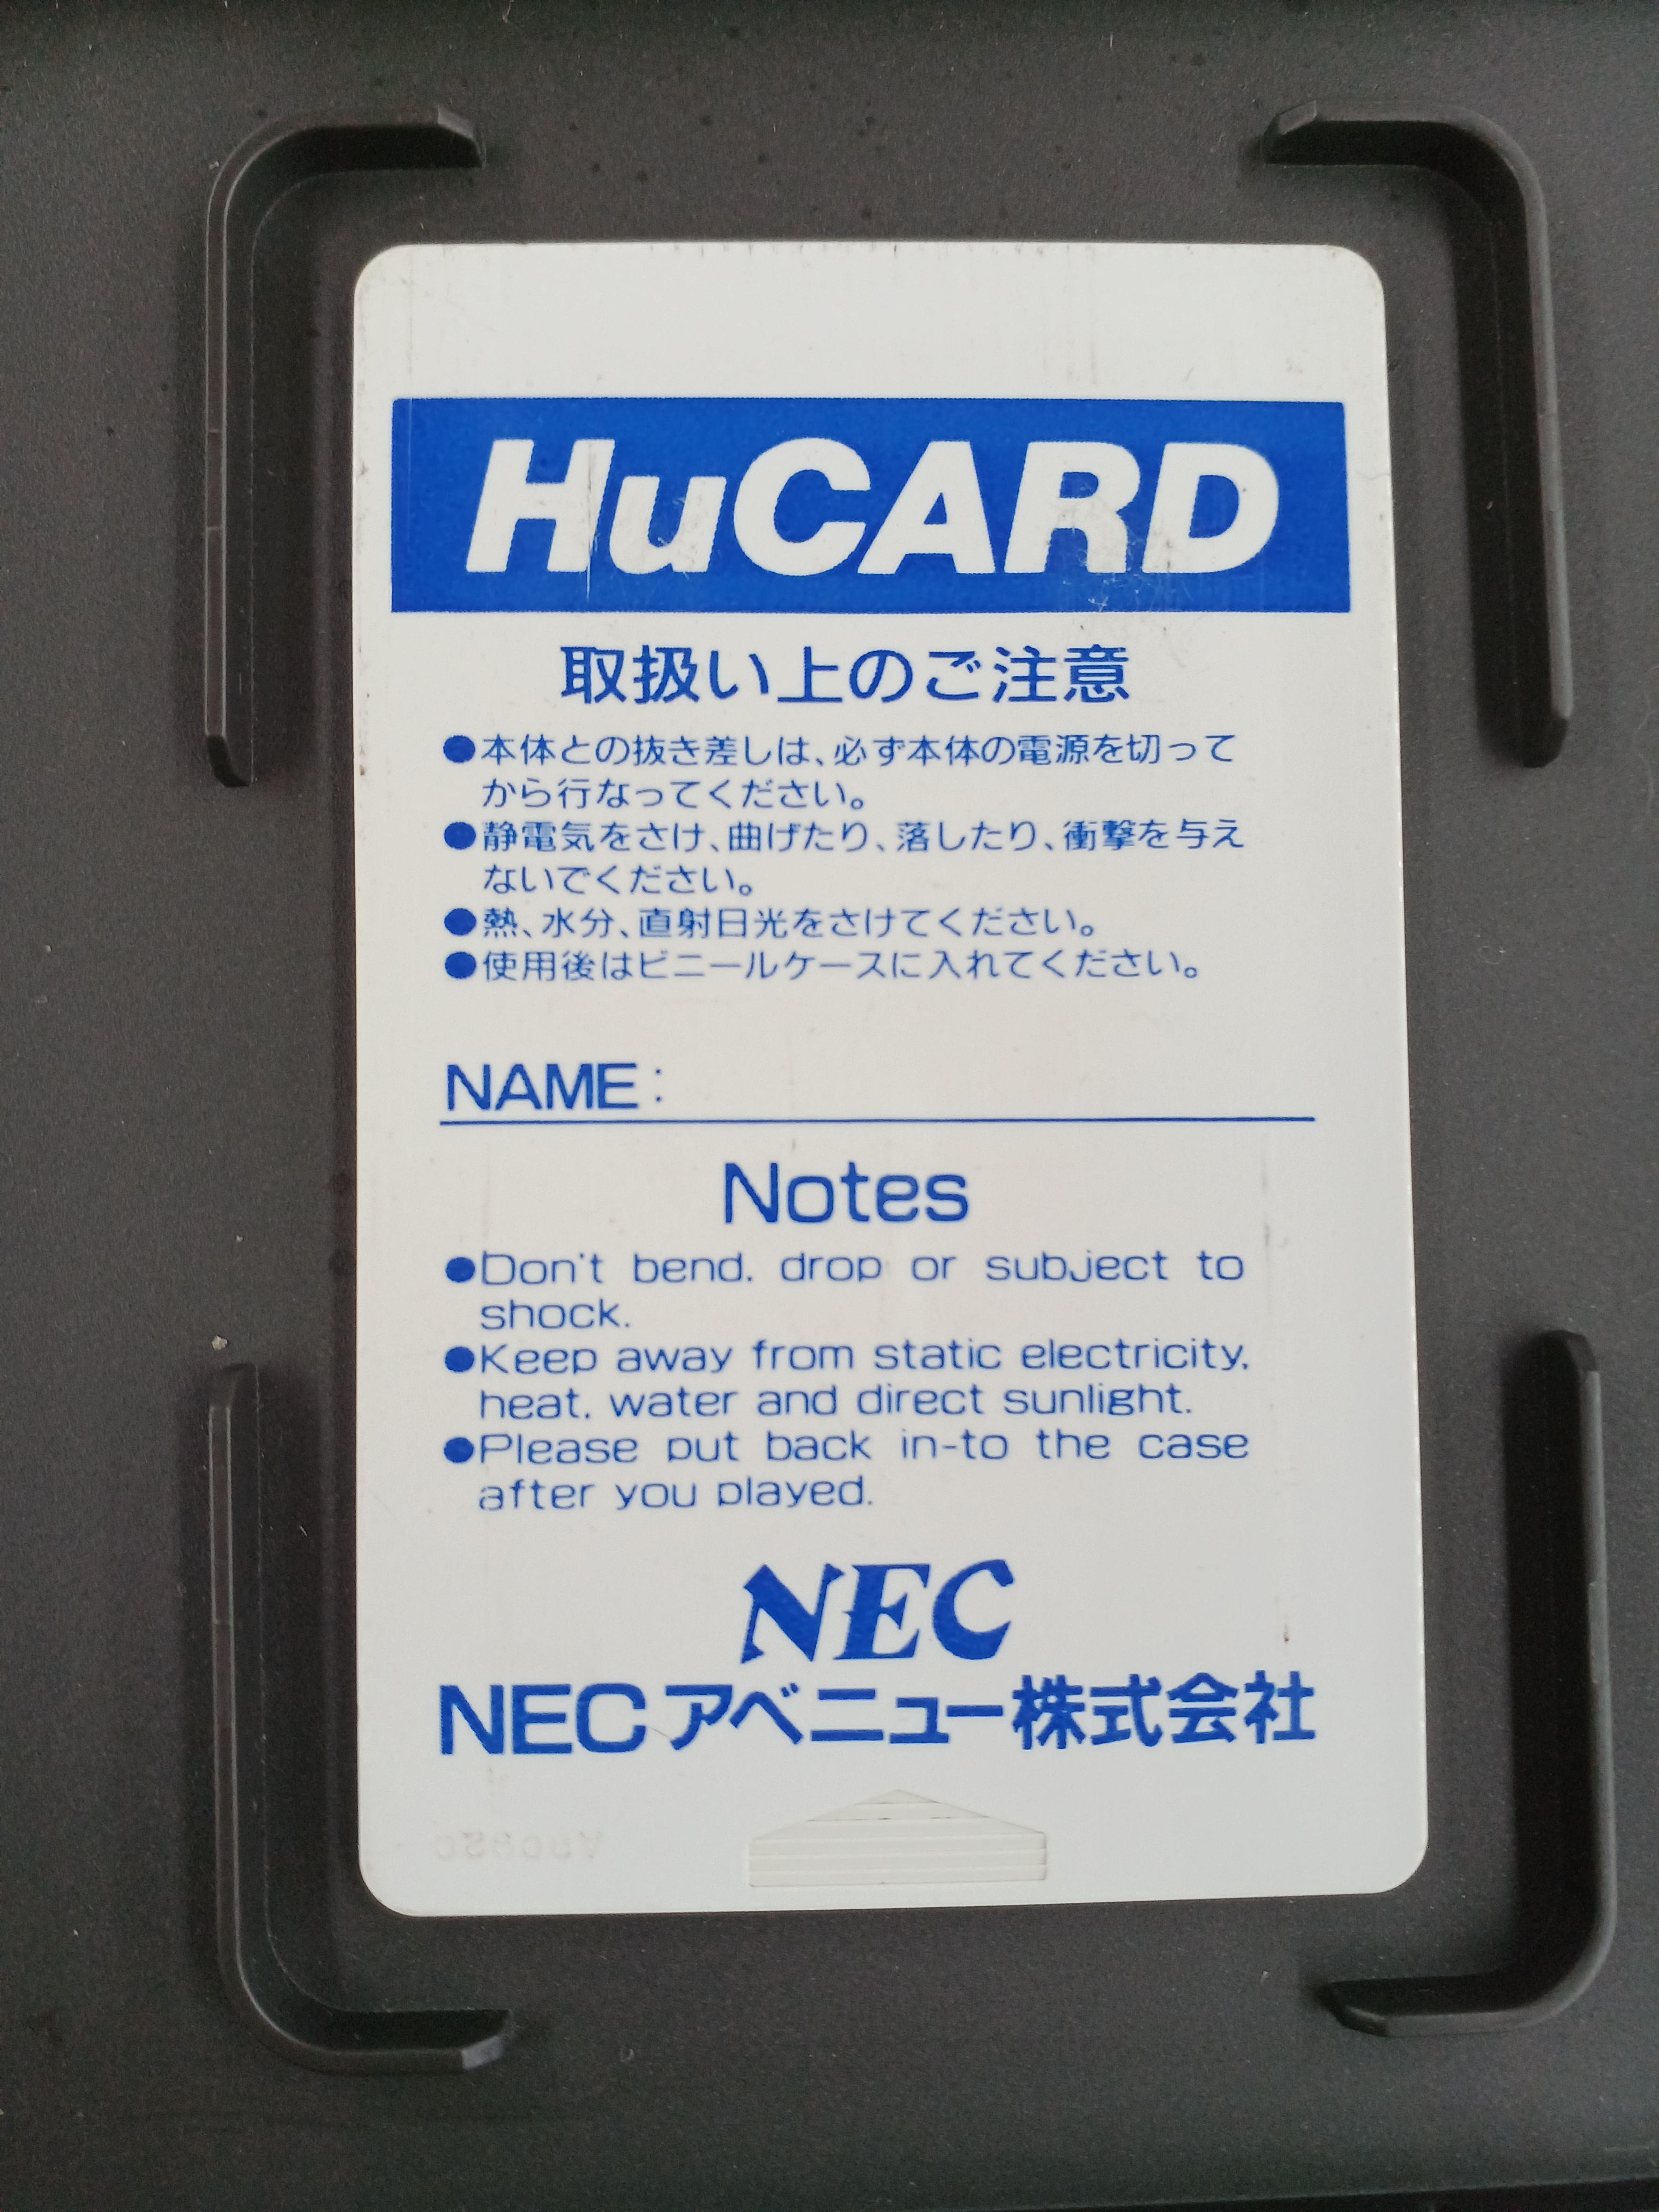 HuCARD
取扱い上のご注意
●本体との抜き差しは、必ず本体の電源を切って
から行なってください。
●静電気をさけ、曲げたり、落したり、衝撃を与え
ないでください。
●熱、水分、直射日光をさけてください。
●使用後はビニールケースに入れてください。
NAME:
Notes
●Don't bend. drop or subject to
shock.
●Keep away from static electricity.
heat. water and direct sunlight.
●Please put back in-to the case
after you played.
NEC
NECアベニュー株式会社